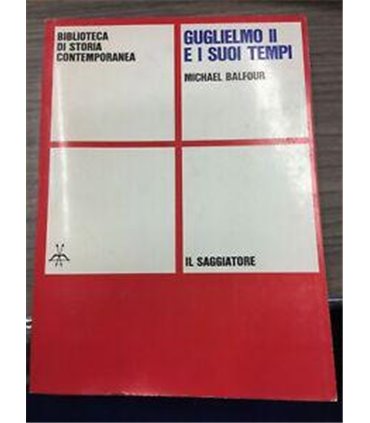 BIBLIOTECA
DI STORIA
CONTEMPORANEA
GUGLIELMO II
E I SUOI TEMPI
MICHAEL BALFOUR
IL SAGGIATORE